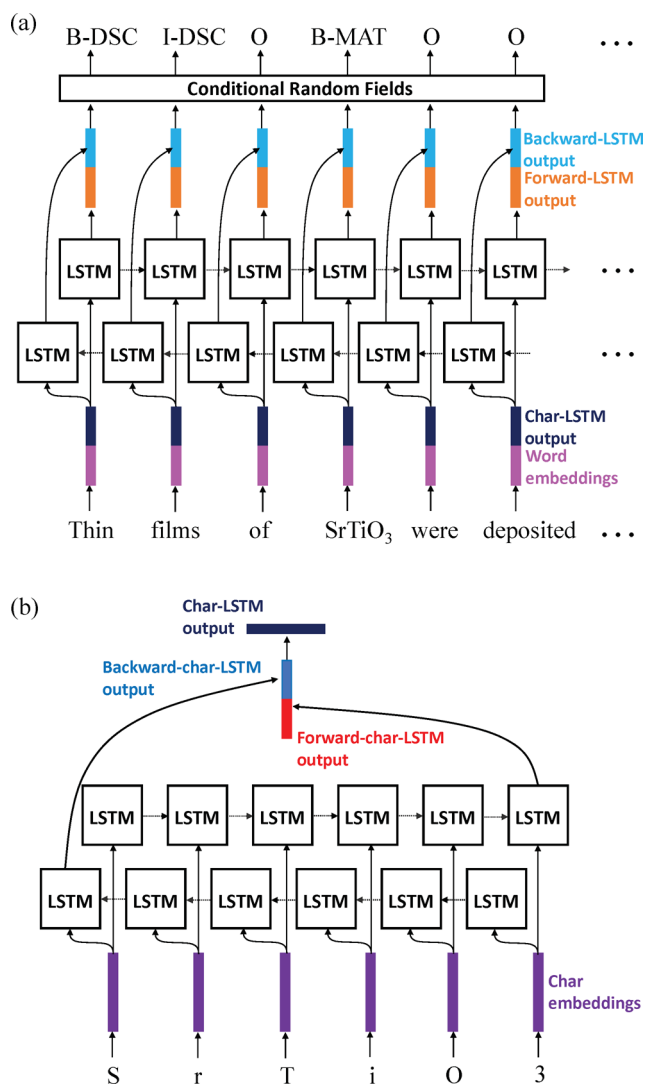 (a)
B-DSC I-DSC O B-MAT O O ...
Conditional Random Fields
Backward-LSTM
output
Forward-LSTM
output
LSTM LSTM LSTM LSTM LSTM LSTM ...
LSTM LSTM LSTM LSTM LSTM LSTM ...
Char-LSTM
output
Word
embeddings
Thin films of SrTiO₃ were deposited ...
(b)
Char-LSTM
output
Backward-char-LSTM
output
Forward-char-LSTM
output
LSTM LSTM LSTM LSTM LSTM LSTM
LSTM LSTM LSTM LSTM LSTM LSTM
Char
embeddings
S r T i O 3